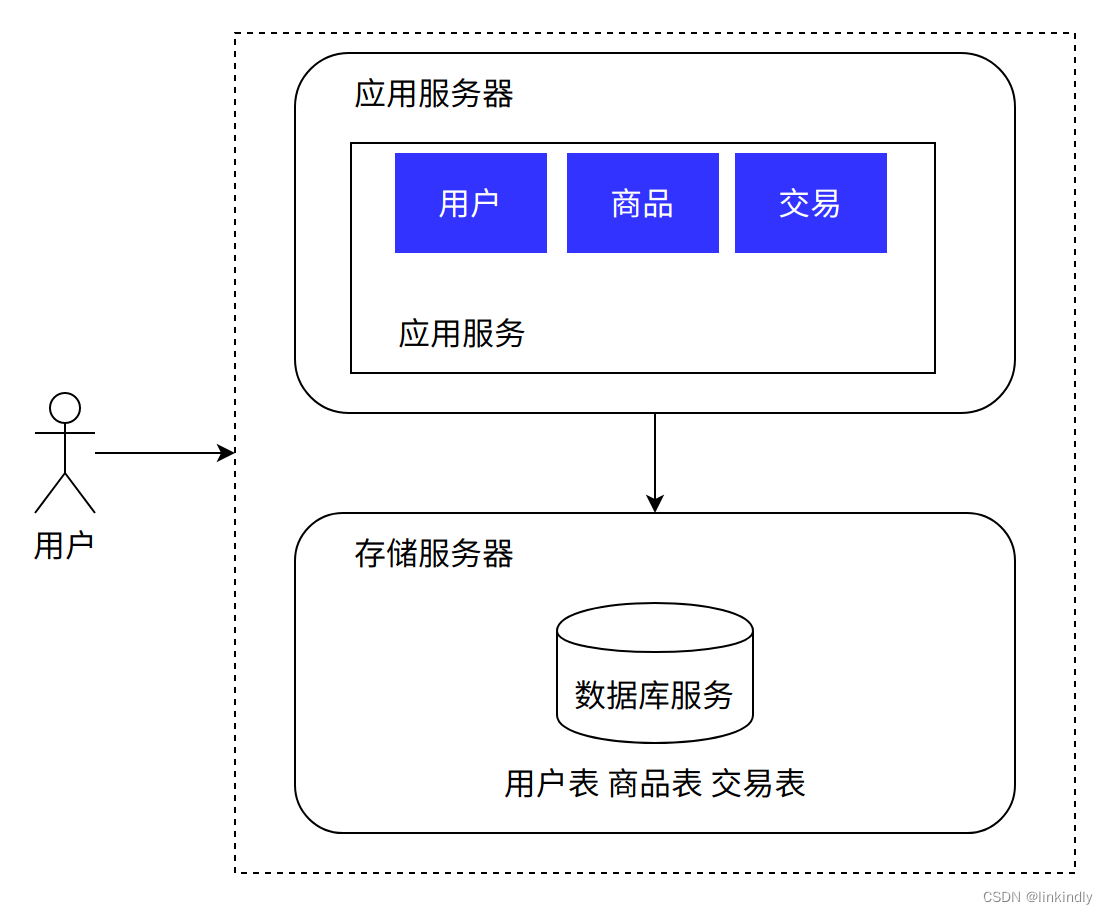 应用服务器
用户 商品 交易
应用服务
用户
存储服务器
数据库服务
用户表 商品表 交易表
CSDN @linkindly